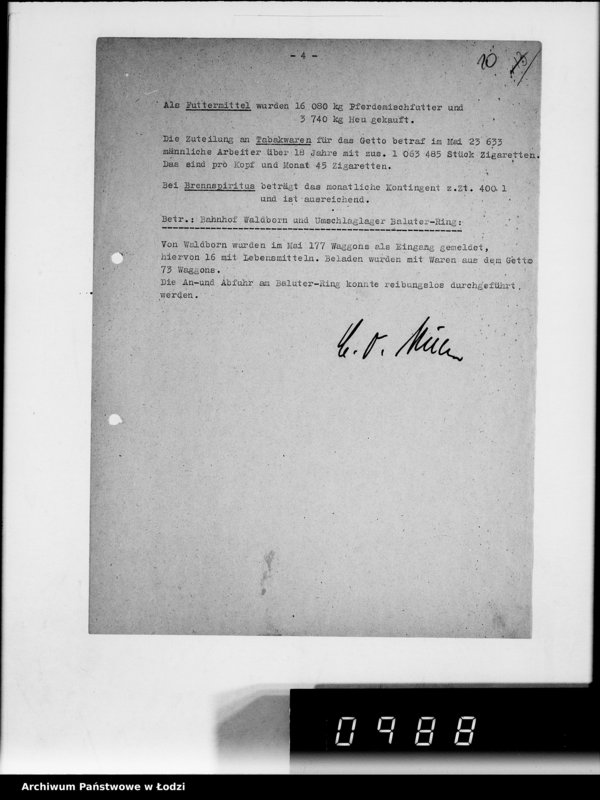 - 4 -
20
Als Futtermittel wurden 16 080 kg Pferdemischfutter und
3 740 kg Heu gekauft.
Die Zuteilung an Tabakwaren für das Getto betraf im Mai 23 633
männliche Arbeiter über 18 Jahre mit zus. 1 063 485 Stück Zigaretten.
Das sind pro Kopf und Monat 45 Zigaretten.
Bei Brennspiritus beträgt das monatliche Kontingent z.Zt. 400 l
und ist ausreichend.
Betr.: Bahnhof Waldborn und Umschlaglager Baluter-Ring:
Von Waldborn wurden im Mai 177 Waggons als Eingang gemeldet,
hiervon 16 mit Lebensmitteln. Beladen wurden mit Waren aus dem Getto
73 Waggons.
Die An-und Abfuhr am Baluter-Ring konnte reibungslos durchgeführt
werden.
0988
Archiwum Państwowe w Łodzi